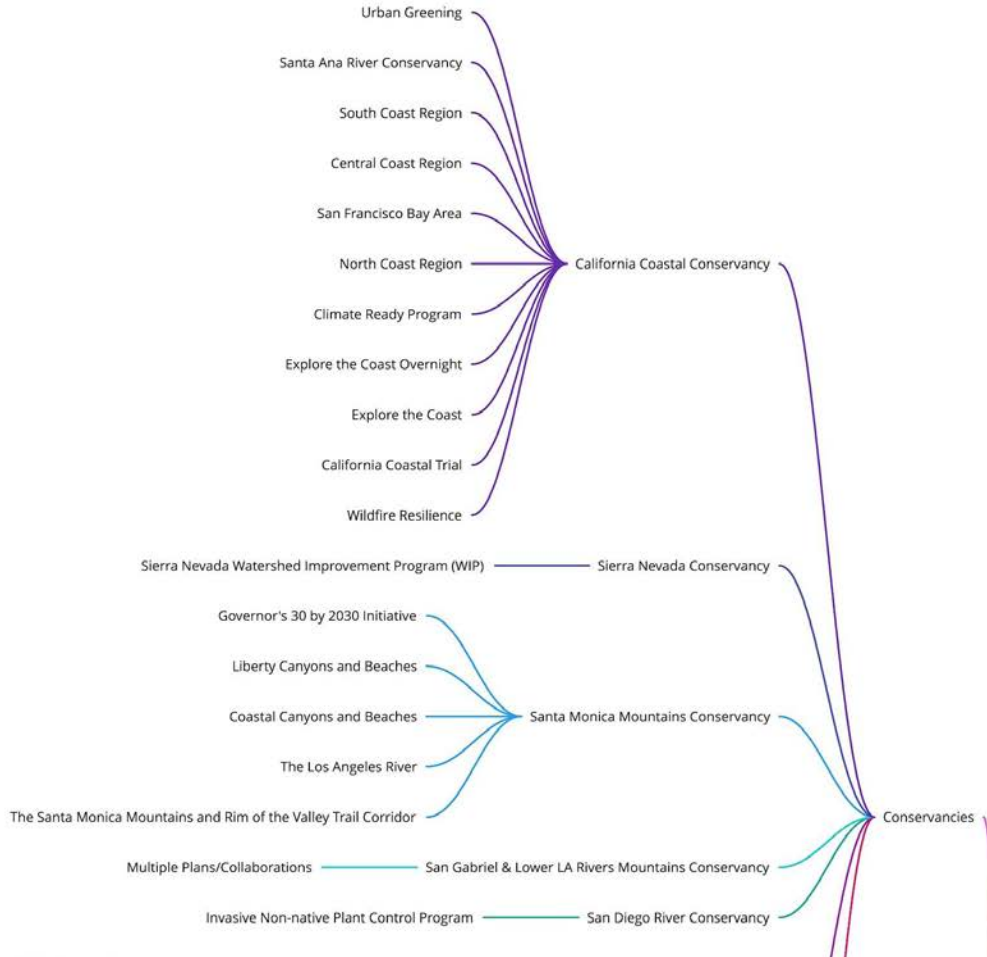 Urban Greening
Santa Ana River Conservancy
South Coast Region
Central Coast Region
San Francisco Bay Area
North Coast Region
California Coastal Conservancy
Climate Ready Program
Explore the Coast Overnight
Explore the Coast
California Coastal Trial
Wildfire Resilience
Sierra Nevada Watershed Improvement Program (WIP)
Sierra Nevada Conservancy
Governor's 30 by 2030 Initiative
Liberty Canyons and Beaches
Coastal Canyons and Beaches
Santa Monica Mountains Conservancy
The Los Angeles River
The Santa Monica Mountains and Rim of the Valley Trail Corridor
Conservancies
Multiple Plans/Collaborations
San Gabriel & Lower LA Rivers Mountains Conservancy
Invasive Non-native Plant Control Program
San Diego River Conservancy